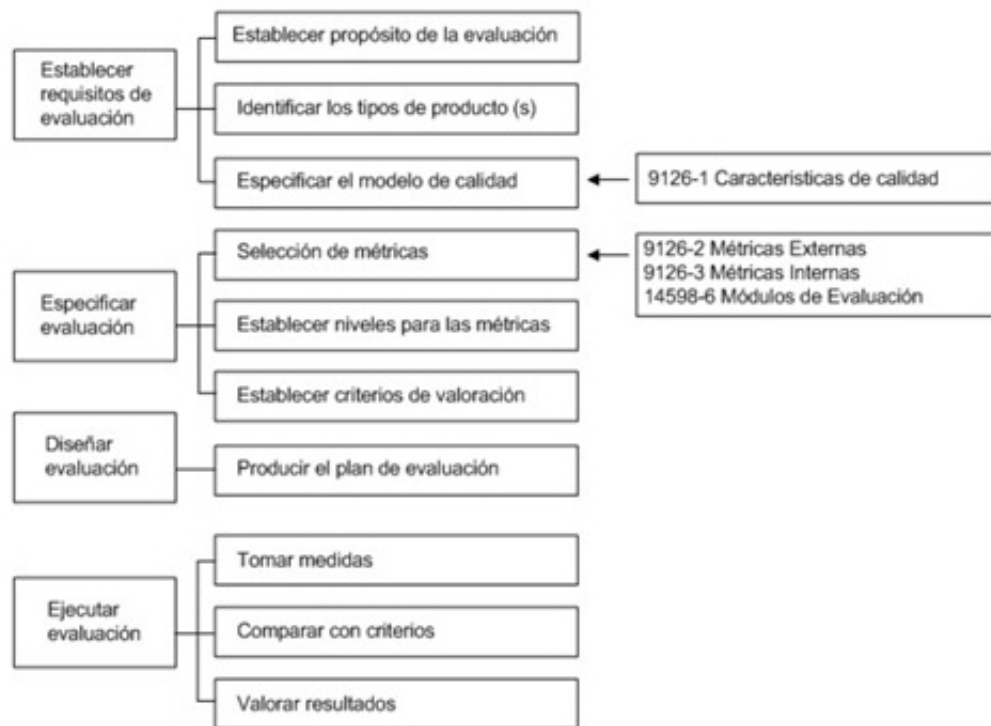 Establecer
requisitos de
evaluación
Establecer propósito de la evaluación
Identificar los tipos de producto (s)
Especificar el modelo de calidad
9126-1 Caracteristicas de calidad
Especificar
evaluación
Selección de métricas
9126-2 Métricas Externas
9126-3 Métricas Internas
14598-6 Módulos de Evaluación
Establecer niveles para las métricas
Establecer criterios de valoración
Diseñar
evaluación
Producir el plan de evaluación
Ejecutar
evaluación
Tomar medidas
Comparar con criterios
Valorar resultados